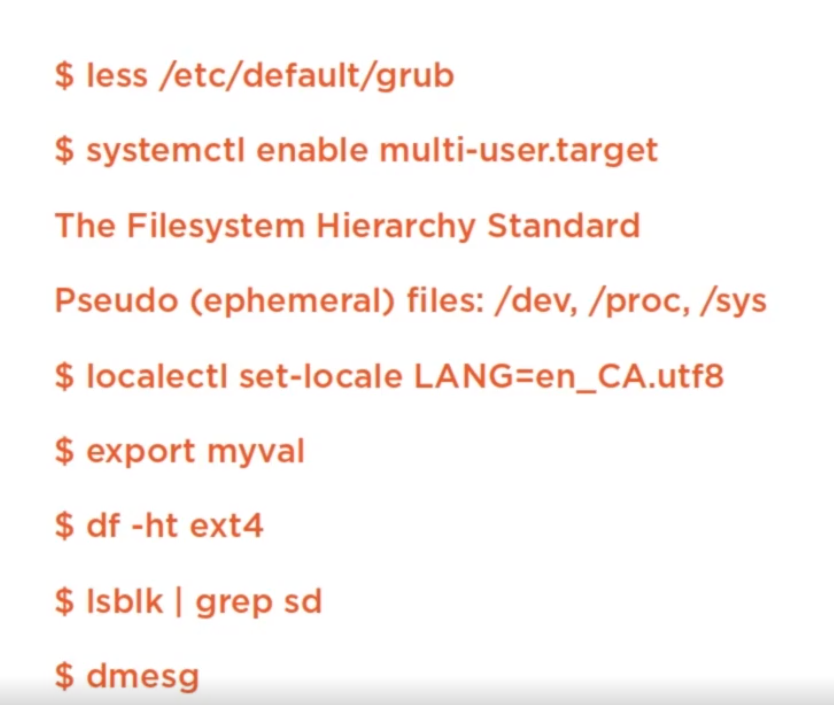 $ less /etc/default/grub
$ systemctl enable multi-user.target
The Filesystem Hierarchy Standard
Pseudo (ephemeral) files: /dev, /proc, /sys
$ localectl set-locale LANG=en_CA.utf8
$ export myval
$ df -ht ext4
$ lsblk | grep sd
$ dmesg